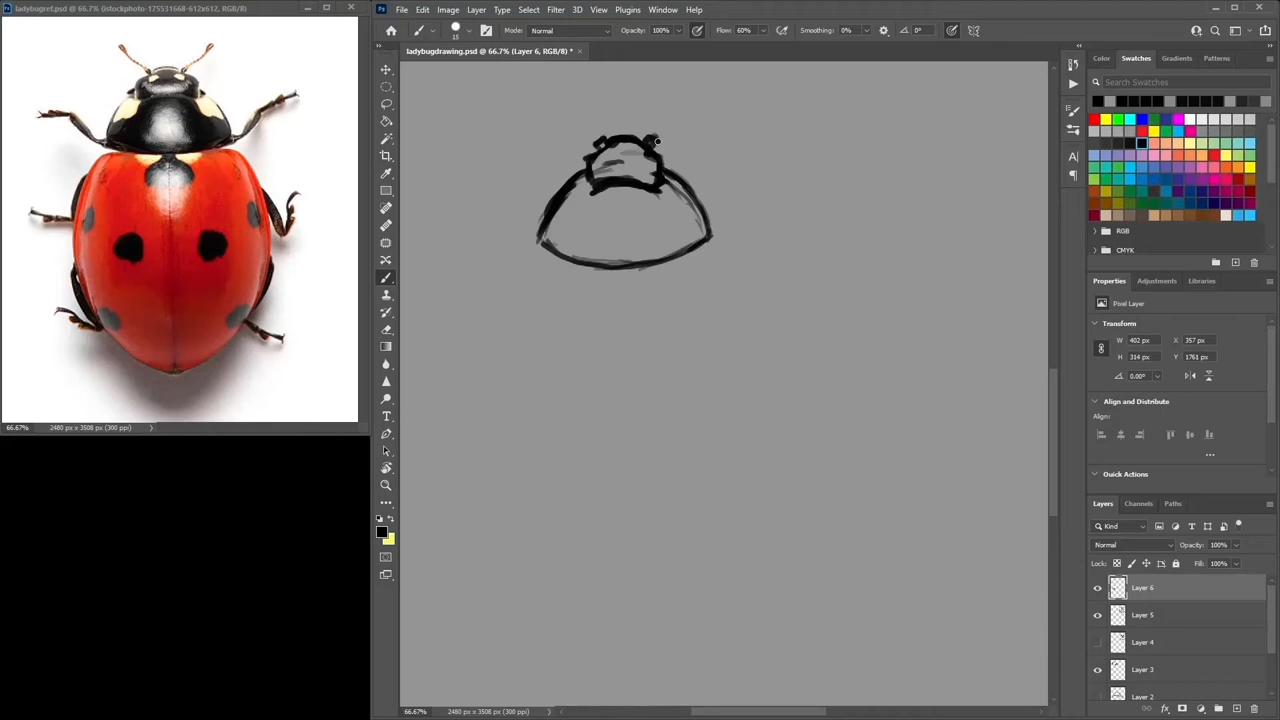 ladybugref.psd @ 66.7% (istockphoto-175531668-612x612, RGB/8)
File Edit Image Layer Type Select Filter 3D View Plugins Window Help
15 Mode: Normal Opacity: 100% Flow: 60% Smoothing: 0% 0°
ladybugdrawing.psd @ 66.7% (Layer 6, RGB/8) * ×
Color Swatches Gradients Patterns
Search Swatches
RGB
CMYK
Properties Adjustments Libraries
Pixel Layer
Transform
W 402 px X 357 px
H 314 px Y 1761 px
0.00°
Align and Distribute
Align:
...
Quick Actions
Layers Channels Paths
Kind
Normal Opacity: 100%
Lock: Fill: 100%
Layer 6
Layer 5
Layer 4
Layer 3
Layer 2
66.67% 2480 px x 3508 px (300 ppi)
66.67% 2480 px x 3508 px (300 ppi)